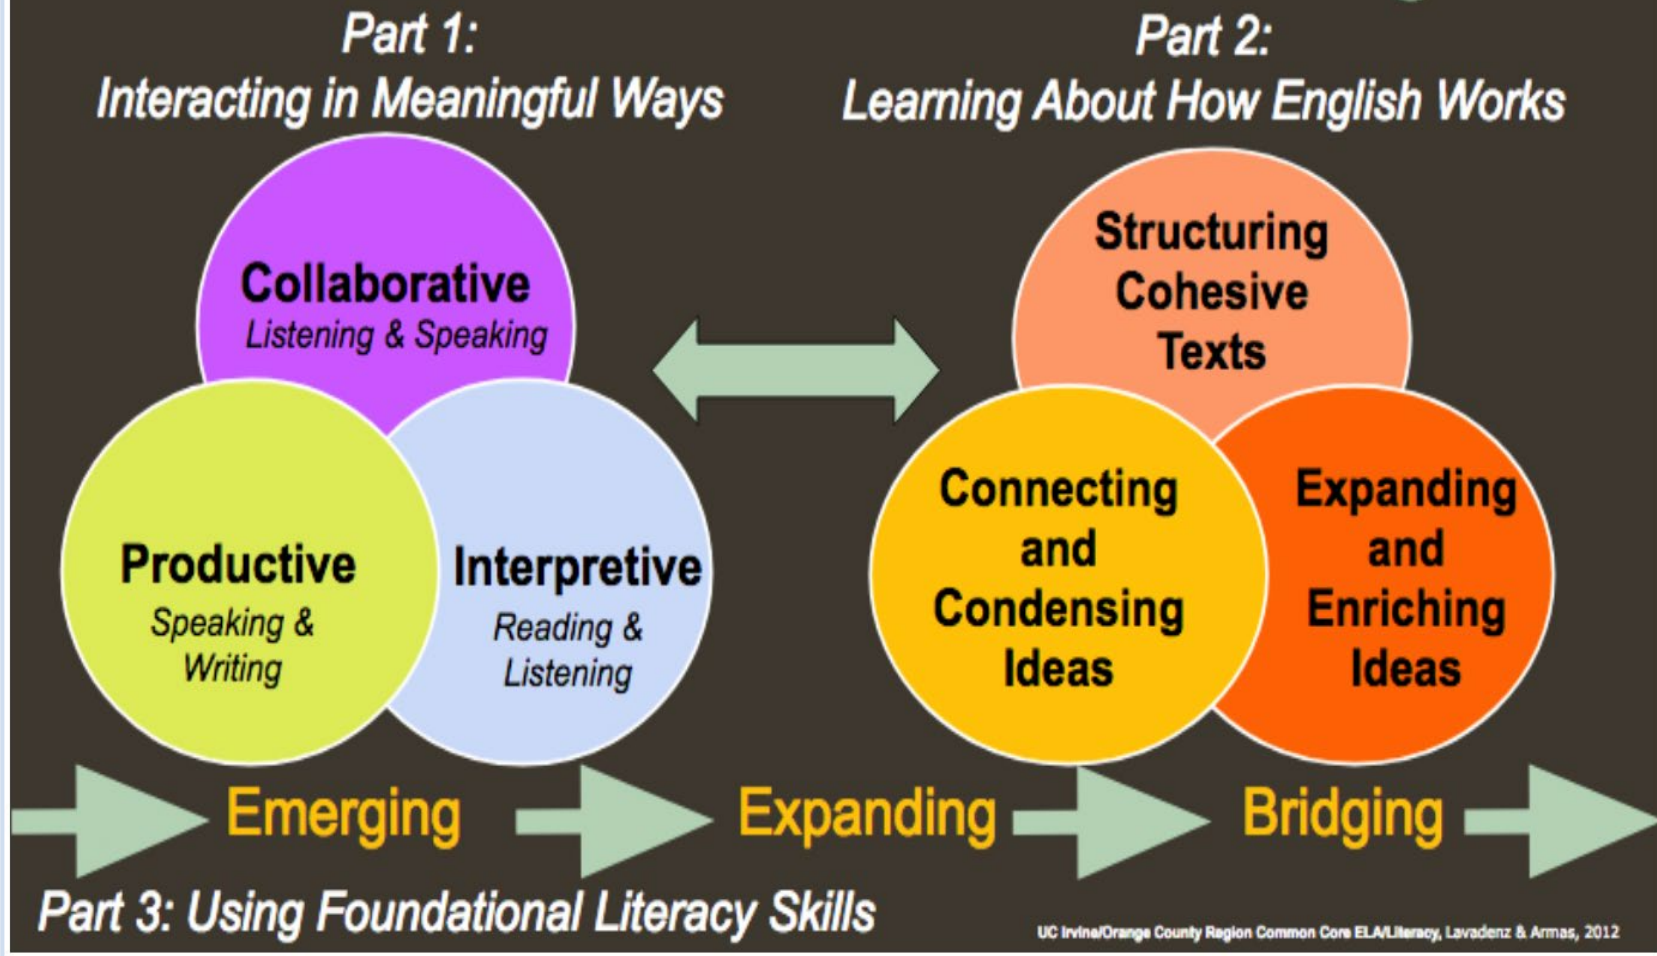 Part 1:
Interacting in Meaningful Ways
Collaborative
Listening & Speaking
Productive
Speaking &
Writing
Interpretive
Reading &
Listening
Part 2:
Learning About How English Works
Structuring
Cohesive
Texts
Connecting
and
Condensing
Ideas
Expanding
and
Enriching
Ideas
Emerging
Expanding
Bridging
Part 3: Using Foundational Literacy Skills
UC Irvine/Orange County Region Common Core ELA/Literacy, Lavadenz & Armas, 2012